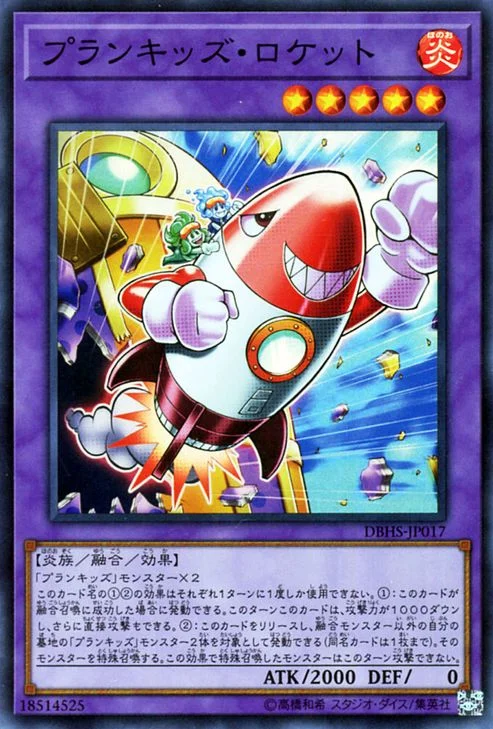 プランキッズ・ロケット
ほのお
炎
DBHS-JP017
【炎族/融合/効果】
「プランキッズ」モンスター×2
このカード名の①②の効果はそれぞれ1ターンに1度しか使用できない。①:このカードが
融合召喚に成功した場合に発動できる。このターンこのカードは、攻撃力が1000ダウン
し、さらに直接攻撃もできる。②:このカードをリリースし、融合モンスター以外の自分の
墓地の「プランキッズ」モンスター2体を対象として発動できる(同名カードは1枚まで)。その
モンスターを特殊召喚する。この効果で特殊召喚したモンスターはこのターン攻撃できない。
ATK/2000 DEF/ 0
18514525
©高橋和希 スタジオ・ダイス/集英社